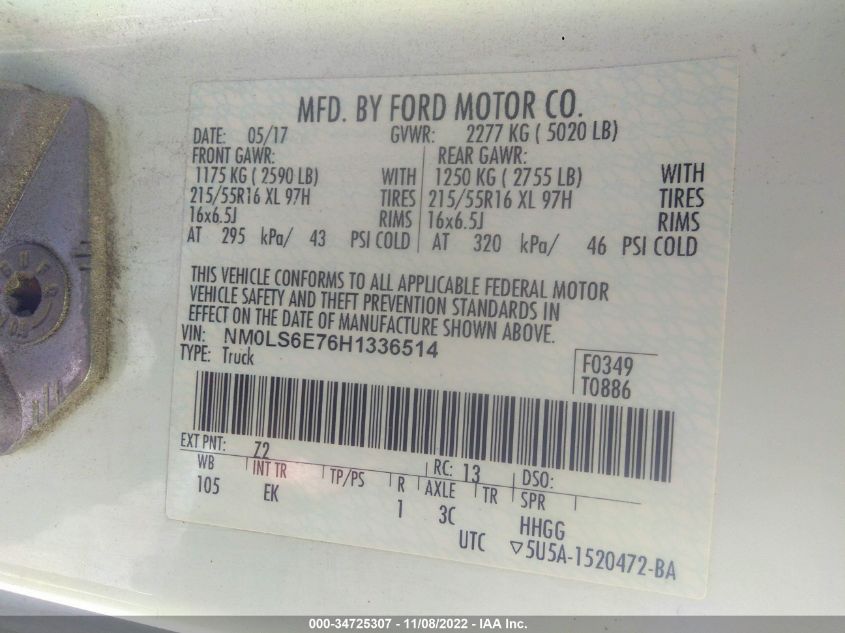 MFD. BY FORD MOTOR CO.
DATE: 05/17 GVWR: 2277 KG ( 5020 LB)
FRONT GAWR: REAR GAWR:
1175 KG ( 2590 LB) WITH 1250 KG ( 2755 LB) WITH
215/55R16 XL 97H TIRES 215/55R16 XL 97H TIRES
16x6.5J RIMS 16x6.5J RIMS
AT 295 kPa/ 43 PSI COLD AT 320 kPa/ 46 PSI COLD
THIS VEHICLE CONFORMS TO ALL APPLICABLE FEDERAL MOTOR
VEHICLE SAFETY AND THEFT PREVENTION STANDARDS IN
EFFECT ON THE DATE OF MANUFACTURE SHOWN ABOVE.
VIN: NM0LS6E76H1336514
TYPE: Truck
F0349
T0886
EXT PNT: Z2 RC: 13 DSO:
WB INT TR TP/PS R AXLE TR SPR
105 EK 1 3C HHGG
UTC ▽5U5A-1520472-BA
000-34725307 - 11/08/2022 - IAA Inc.